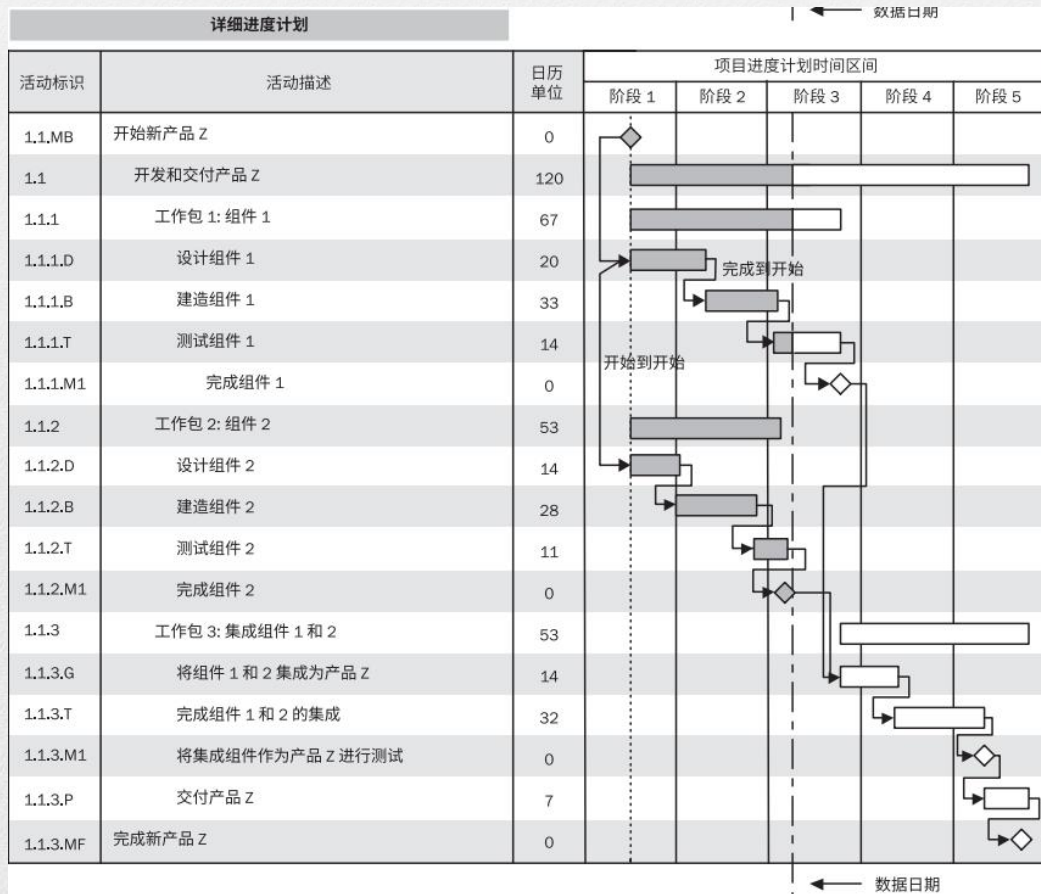 详细进度计划
数据日期
活动标识 活动描述 日历单位 项目进度计划时间区间
阶段 1 阶段 2 阶段 3 阶段 4 阶段 5
1.1.MB 开始新产品 Z 0
1.1 开发和交付产品 Z 120
1.1.1 工作包 1: 组件 1 67
1.1.1.D 设计组件 1 20
完成到开始
1.1.1.B 建造组件 1 33
1.1.1.T 测试组件 1 14
开始到开始
1.1.1.M1 完成组件 1 0
1.1.2 工作包 2: 组件 2 53
1.1.2.D 设计组件 2 14
1.1.2.B 建造组件 2 28
1.1.2.T 测试组件 2 11
1.1.2.M1 完成组件 2 0
1.1.3 工作包 3: 集成组件 1 和 2 53
1.1.3.G 将组件 1 和 2 集成为产品 Z 14
1.1.3.T 完成组件 1 和 2 的集成 32
1.1.3.M1 将集成组件作为产品 Z 进行测试 0
1.1.3.P 交付产品 Z 7
1.1.3.MF 完成新产品 Z 0
数据日期